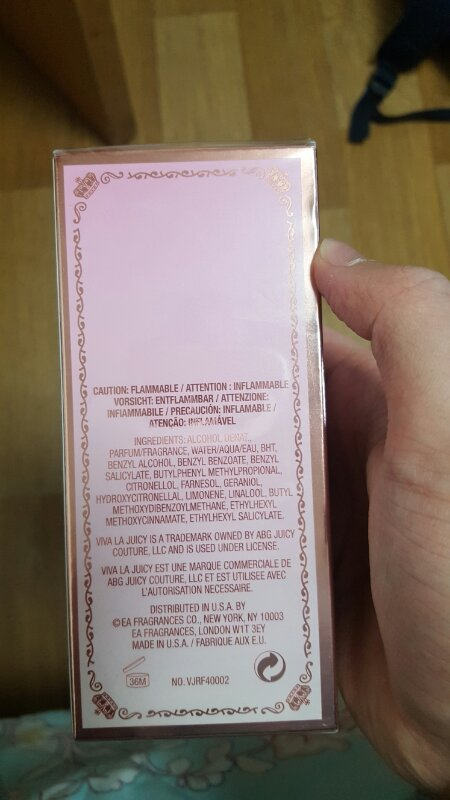 CAUTION: FLAMMABLE / ATTENTION : INFLAMMABLE
VORSICHT: ENTFLAMMBAR / ATTENZIONE:
INFIAMMABILE / PRECAUCIÓN: INFLAMABLE /
ATENÇÃO: INFLAMÁVEL
INGREDIENTS: ALCOHOL DENAT.,
PARFUM/FRAGRANCE, WATER/AQUA/EAU, BHT,
BENZYL ALCOHOL, BENZYL BENZOATE, BENZYL
SALICYLATE, BUTYLPHENYL METHYLPROPIONAL,
CITRONELLOL, FARNESOL, GERANIOL,
HYDROXYCITRONELLAL, LIMONENE, LINALOOL, BUTYL
METHOXYDIBENZOYLMETHANE, ETHYLHEXYL
METHOXYCINNAMATE, ETHYLHEXYL SALICYLATE.
VIVA LA JUICY IS A TRADEMARK OWNED BY ABG JUICY
COUTURE, LLC AND IS USED UNDER LICENSE.
VIVA LA JUICY EST UNE MARQUE COMMERCIALE DE
ABG JUICY COUTURE, LLC ET EST UTILISEE AVEC
L'AUTORISATION NECESSAIRE.
DISTRIBUTED IN U.S.A. BY
©EA FRAGRANCES CO., NEW YORK, NY 10003
EA FRAGRANCES, LONDON W1T 3EY
MADE IN U.S.A. / FABRIQUE AUX E.U.
36M
NO. VJRF40002